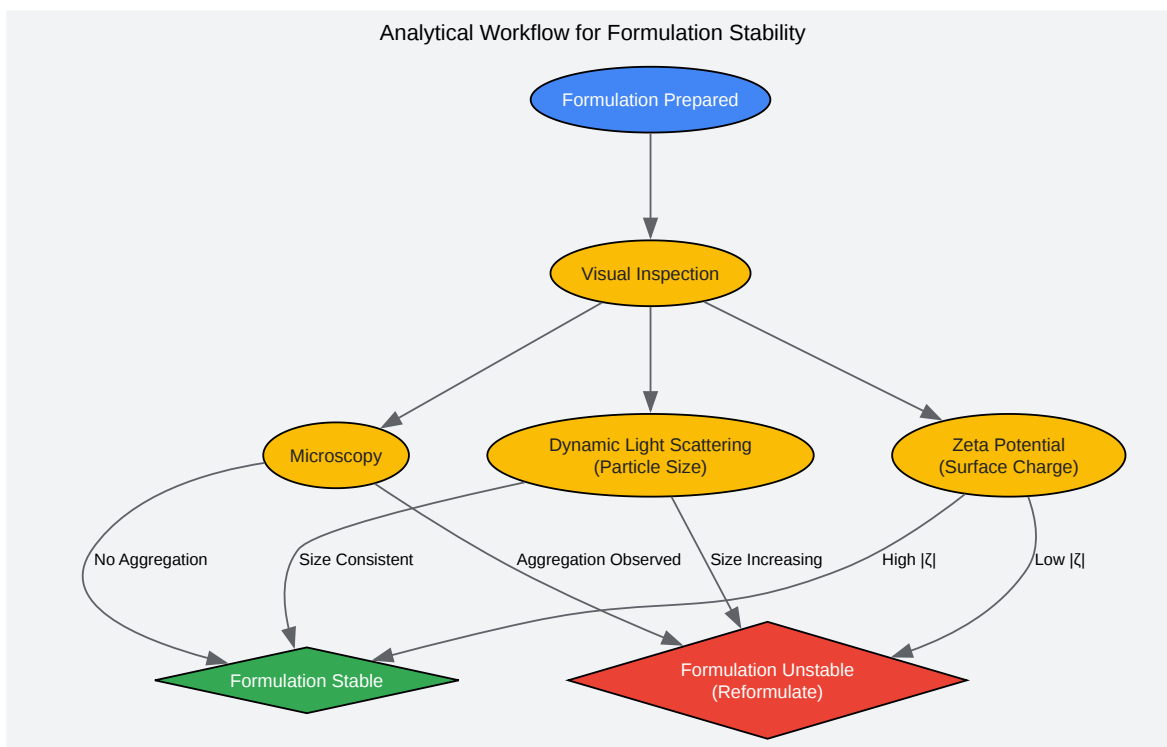 Analytical Workflow for Formulation Stability
Formulation Prepared
Visual Inspection
Microscopy
Dynamic Light Scattering
(Particle Size)
Zeta Potential
(Surface Charge)
No Aggregation
Size Consistent
Aggregation Observed
Size Increasing
High |ζ|
Low |ζ|
Formulation Stable
Formulation Unstable
(Reformulate)